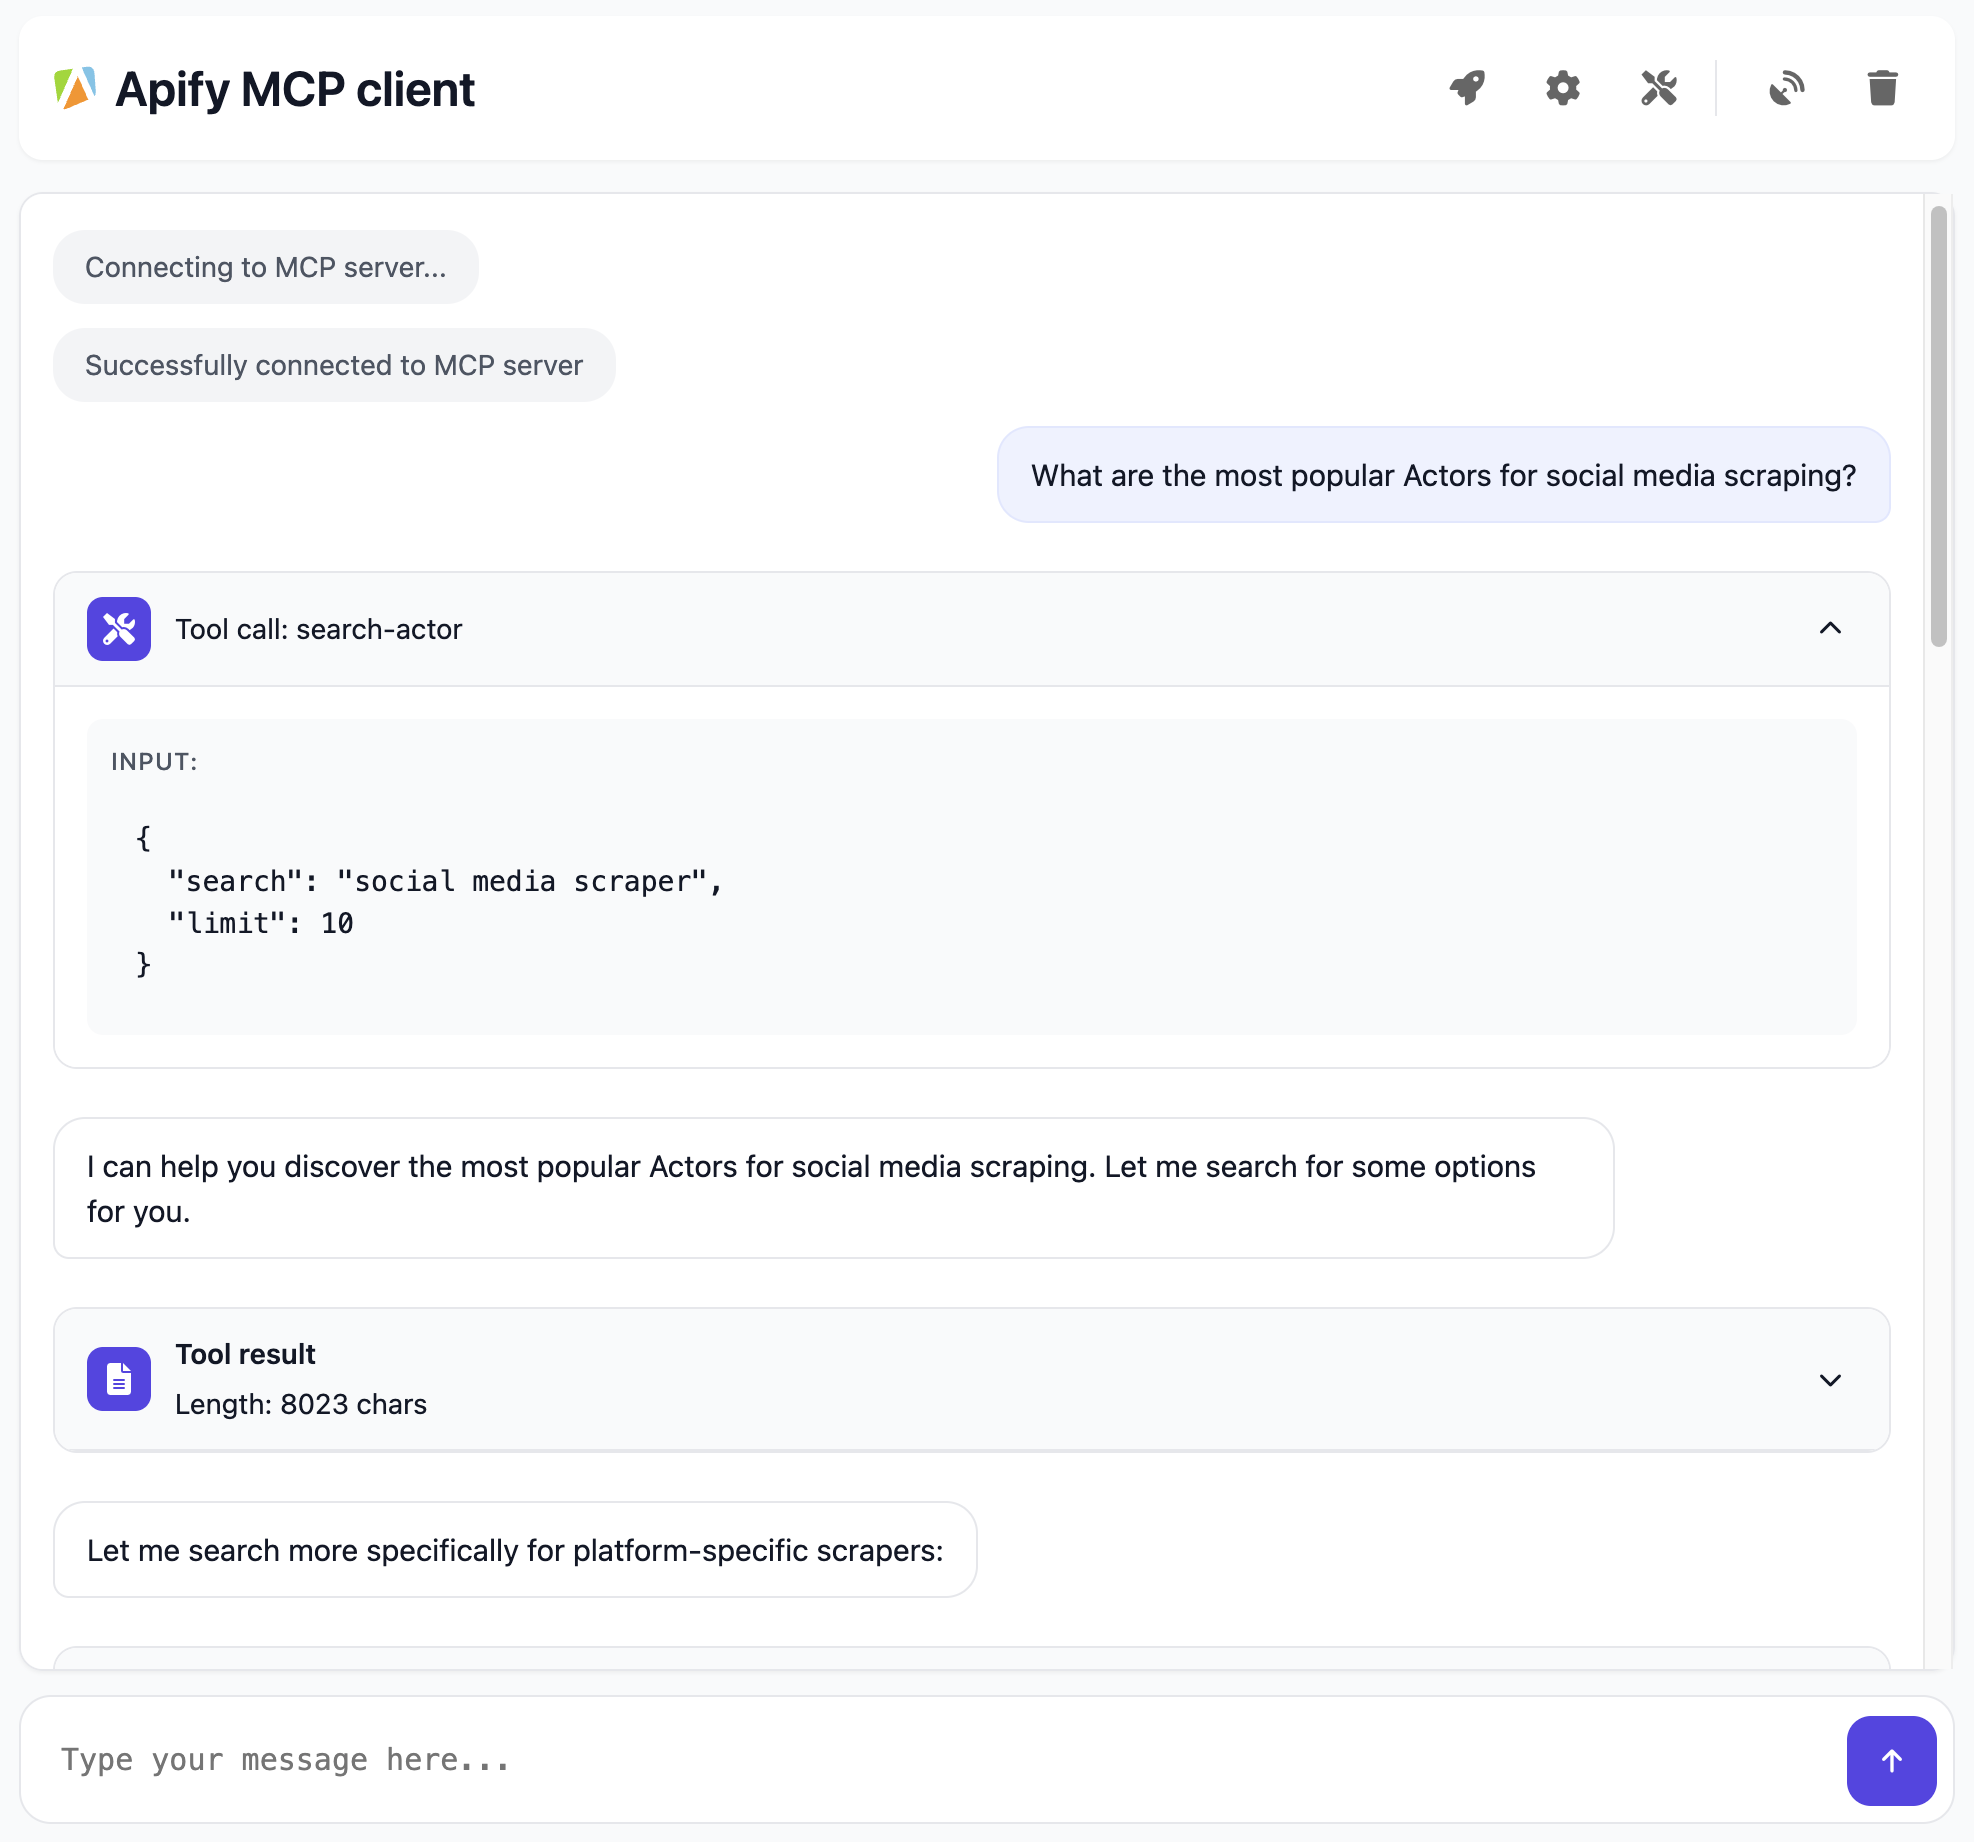 Apify MCP client
Connecting to MCP server...
Successfully connected to MCP server
What are the most popular Actors for social media scraping?
Tool call: search-actor
INPUT:
{
  "search": "social media scraper",
  "limit": 10
}
I can help you discover the most popular Actors for social media scraping. Let me search for some options
for you.
Tool result
Length: 8023 chars
Let me search more specifically for platform-specific scrapers:
Type your message here...